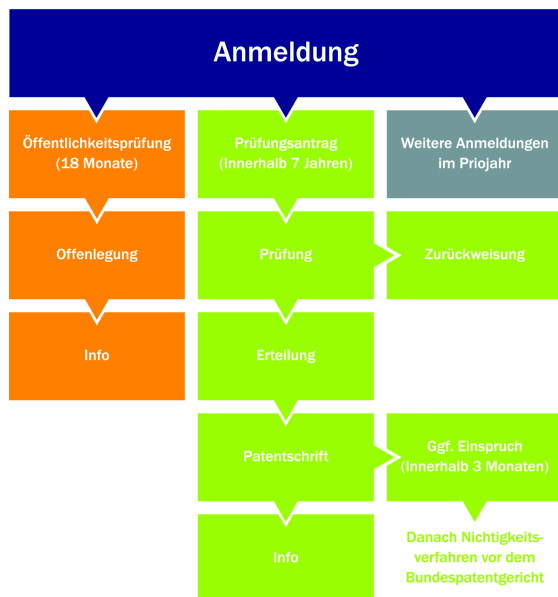 Anmeldung
Öffentlichkeitsprüfung
(18 Monate)
Prüfungsantrag
(Innerhalb 7 Jahren)
Weitere Anmeldungen
im Priojahr
Offenlegung
Prüfung
Zurückweisung
Info
Erteilung
Patentschrift
Ggf. Einspruch
(Innerhalb 3 Monaten)
Info
Danach Nichtigkeits-
verfahren vor dem
Bundespatentgericht